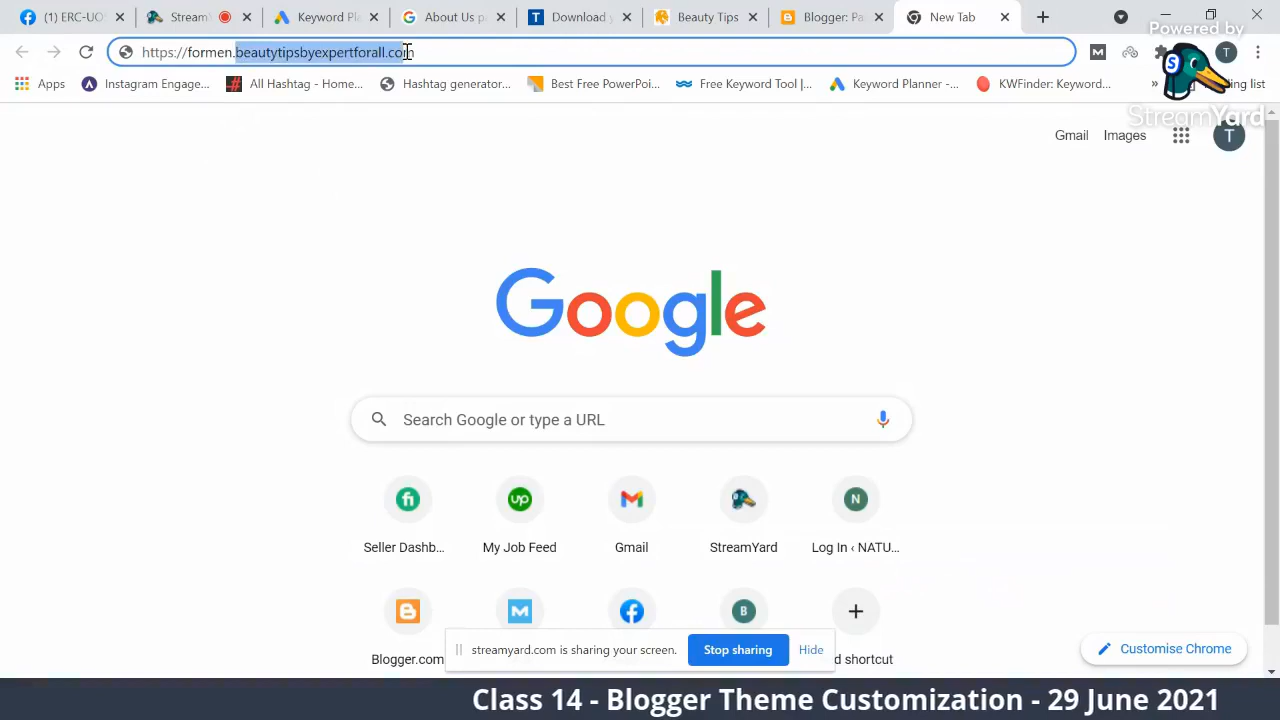 (1) ERC-DO
StreamY
Keyword Pl
About Us p
Download y
Beauty Tips
Blogger: Pa
New Tab
https://formen.beautytipsbyexpertforall.com
T
Powered by
StreamYard
Apps
Instagram Engage...
All Hashtag - Home...
Hashtag generator...
Best Free PowerPoi...
Free Keyword Tool |...
Keyword Planner -...
KWFinder: Keyword...
»
Gmail
Images
T
Google
Search Google or type a URL
Seller Dashb...
My Job Feed
Gmail
StreamYard
Log In ‹ NATU...
Blogger.com
streamyard.com is sharing your screen.
Stop sharing
Hide
Customise Chrome
Class 14 - Blogger Theme Customization - 29 June 2021